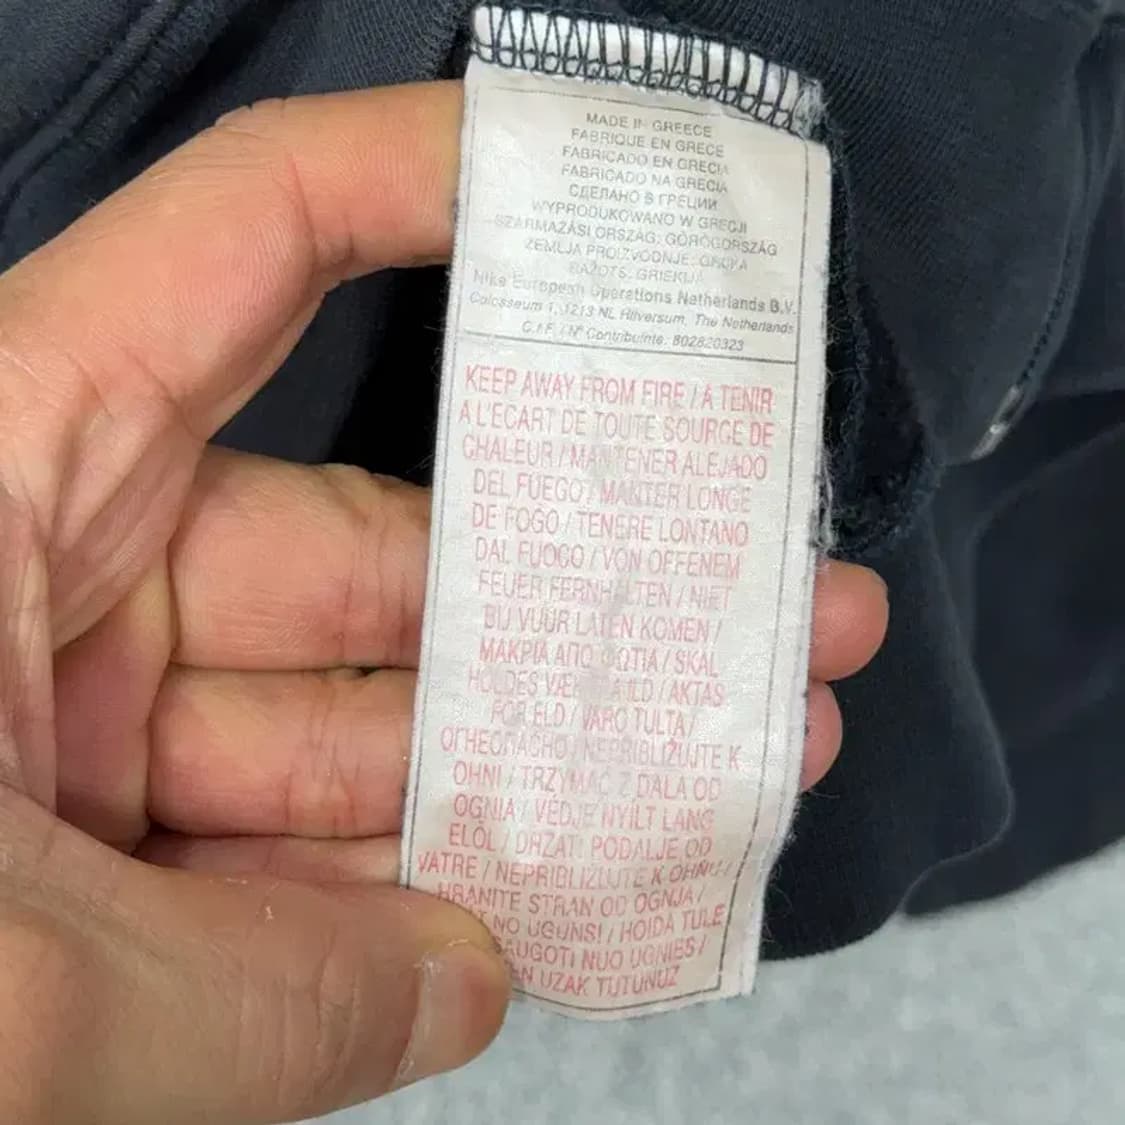 MADE IN GREECE
FABRIQUE EN GRECE
FABRICADO EN GRECIA
FABRICADO NA GRECIA
СДЕЛАНО В ГРЕЦИИ
WYPRODUKOWANO W GRECJI
SZARMAZÁSI ORSZÁG: GÖRÖGORSZÁG
ZEMLJA PROIZVODNJE: GRČKA
RAŽOTS: GRIEĶIJĀ
Nike European Operations Netherlands B.V.
Colosseum 1, 1213 NL Hilversum, The Netherlands
C.I.F. / Nº Contribuinte: 802820323
KEEP AWAY FROM FIRE / A TENIR
A L'ECART DE TOUTE SOURCE DE
CHALEUR / MANTENER ALEJADO
DEL FUEGO / MANTER LONGE
DE FOGO / TENERE LONTANO
DAL FUOCO / VON OFFENEM
FEUER FERNHALTEN / NIET
BIJ VUUR LATEN KOMEN /
ΜΑΚΡΙΑ ΑΠΟ ΦΩΤΙΑ / SKAL
HOLDES VÆK FRA ILD / AKTAS
FÖR ELD / VARO TULTA /
ОГНЕОПАСНО / NEPŘIBLIŽUJTE K
OHNI / TRZYMAĆ Z DALA OD
OGNIA / VÉDJE NYÍLT LÁNG
ELŐL / DRŽAT: PODALJE OD
VATRE / NEPRIBLIŽUJTE K OHŇU /
HRANITE STRAN OD OGNJA /
NO UGUNS! / HOIDA TULE
SAUGOTI NUO UGNIES /
UZAK TUTUNUZ